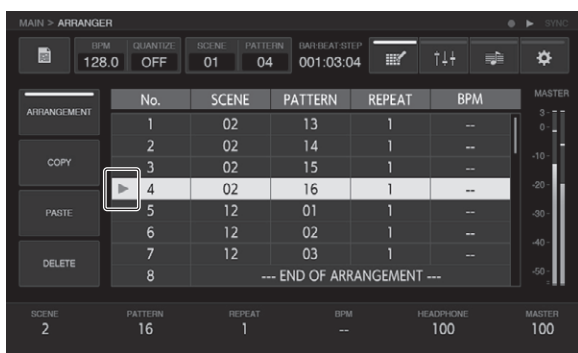 MAIN > ARRANGER SYNC
BPM QUANTIZE SCENE PATTERN BAR:BEAT:STEP
128.0 OFF 01 04 001:03:04
MASTER
ARRANGEMENT
COPY
PASTE
DELETE
No. SCENE PATTERN REPEAT BPM
1 02 13 1 --
2 02 14 1 --
3 02 15 1 --
4 02 16 1 --
5 12 01 1 --
6 12 02 1 --
7 12 03 1 --
8 --- END OF ARRANGEMENT ---
3
0
-10
-20
-30
-40
-50
SCENE PATTERN REPEAT BPM HEADPHONE MASTER
2 16 1 -- 100 100